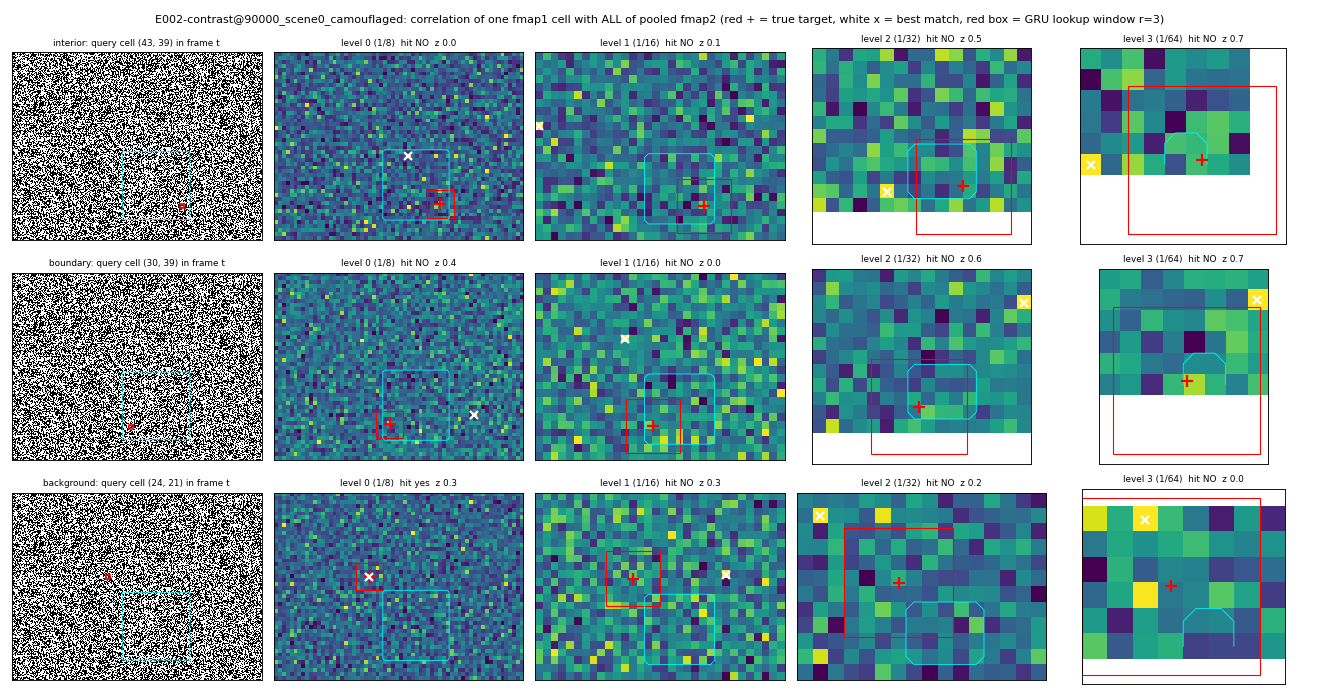 E002-contrast@90000_scene0_camouflaged: correlation of one fmap1 cell with ALL of pooled fmap2 (red + = true target, white x = best match, red box = GRU lookup window r=3)
interior: query cell (43, 39) in frame t
level 0 (1/8) hit NO z 0.0
level 1 (1/16) hit NO z 0.1
level 2 (1/32) hit NO z 0.5
level 3 (1/64) hit NO z 0.7
boundary: query cell (30, 39) in frame t
level 0 (1/8) hit NO z 0.4
level 1 (1/16) hit NO z 0.0
level 2 (1/32) hit NO z 0.6
level 3 (1/64) hit NO z 0.7
background: query cell (24, 21) in frame t
level 0 (1/8) hit yes z 0.3
level 1 (1/16) hit NO z 0.3
level 2 (1/32) hit NO z 0.2
level 3 (1/64) hit NO z 0.0